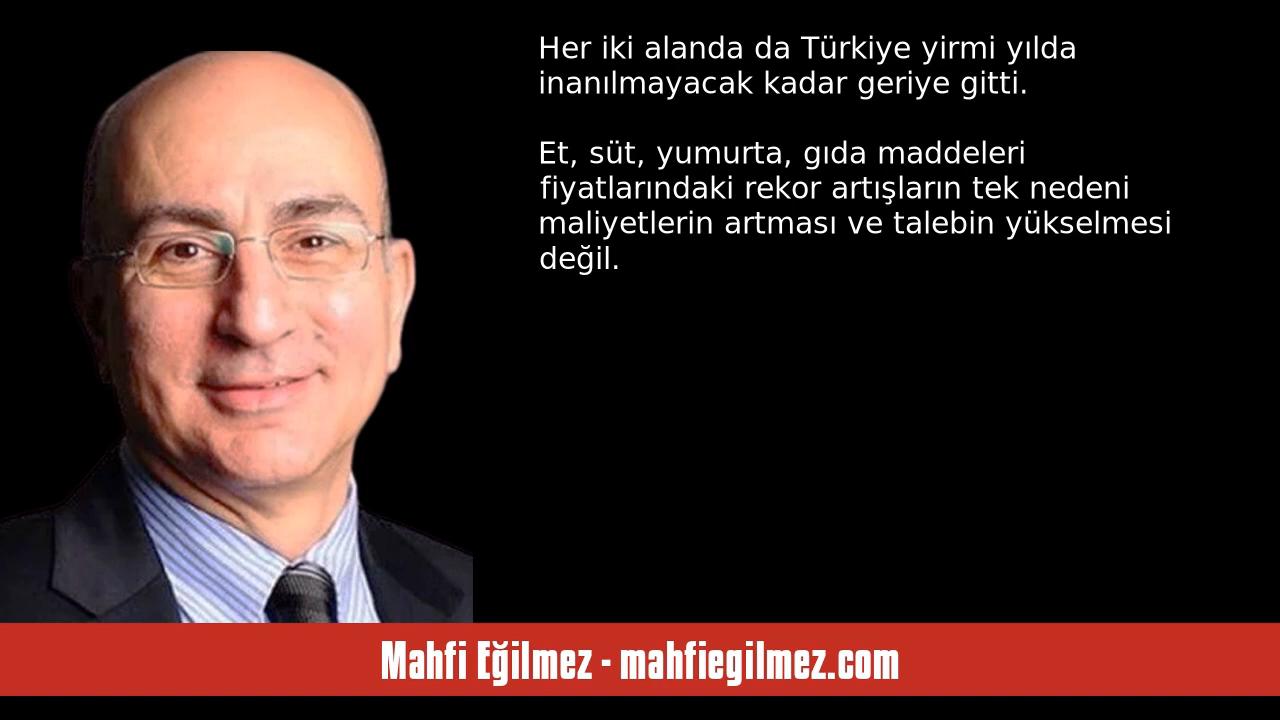 Her iki alanda da Türkiye yirmi yılda
inanılmayacak kadar geriye gitti.
Et, süt, yumurta, gıda maddeleri
fiyatlarındaki rekor artışların tek nedeni
maliyetlerin artması ve talebin yükselmesi
değil.
Mahfi Eğilmez - mahfiegilmez.com